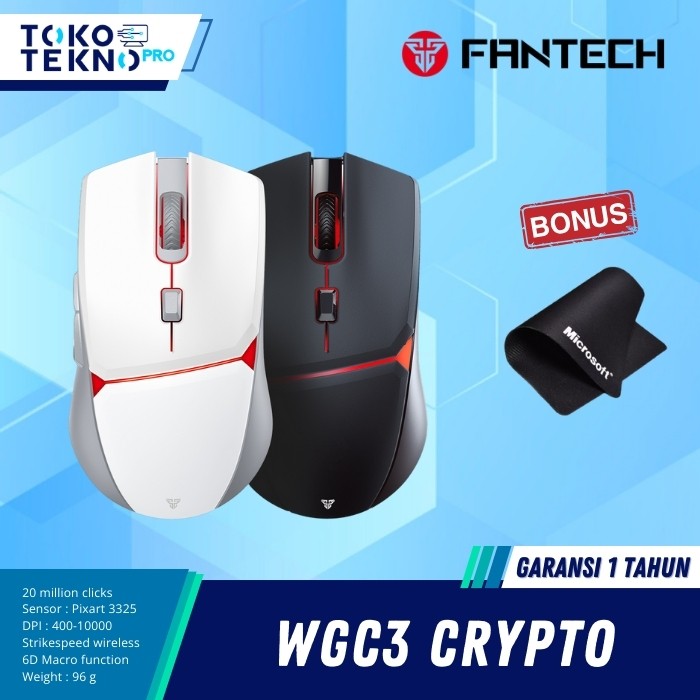 TOKO
TEKNO PRO
FANTECH
BONUS
Microsoft
GARANSI 1 TAHUN
20 million clicks
Sensor : Pixart 3325
DPI : 400-10000
Strikespeed wireless
6D Macro function
Weight : 96 g
WGC3 CRYPTO